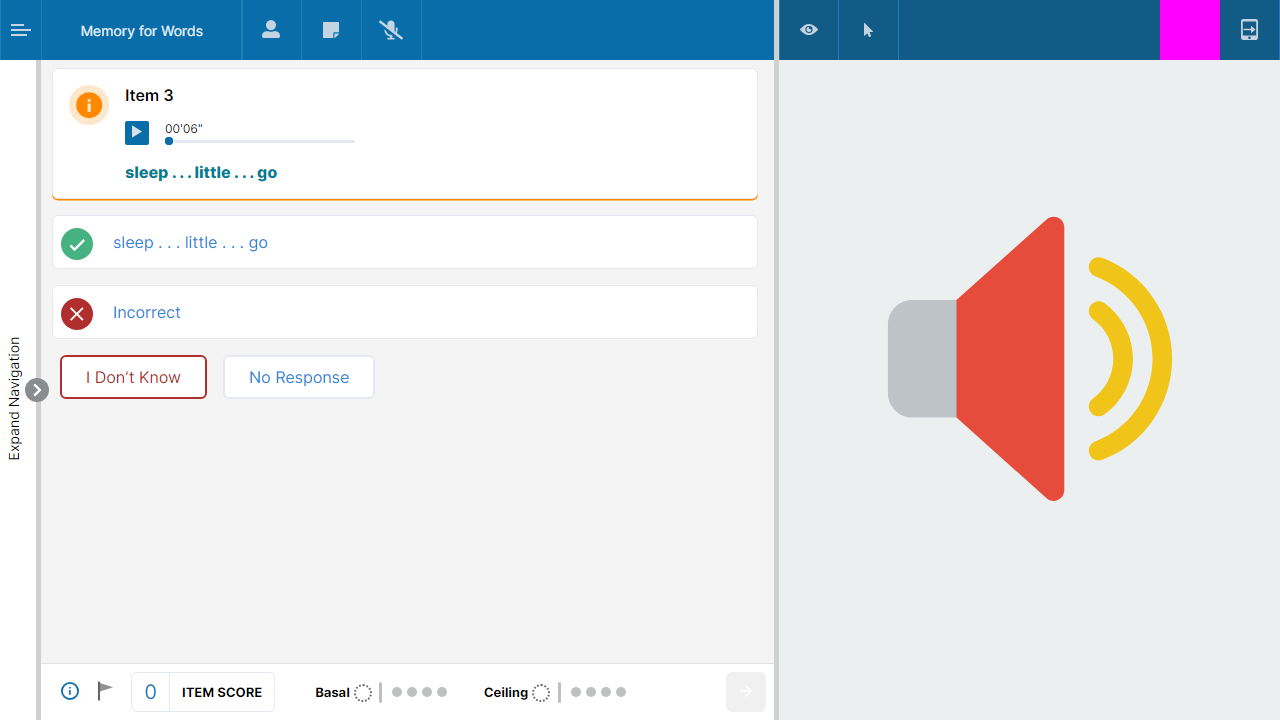 Memory for Words
Item 3
00'06"
sleep . . . little . . . go
sleep . . . little . . . go
Incorrect
I Don't Know
No Response
Expand Navigation
0 ITEM SCORE
Basal
Ceiling